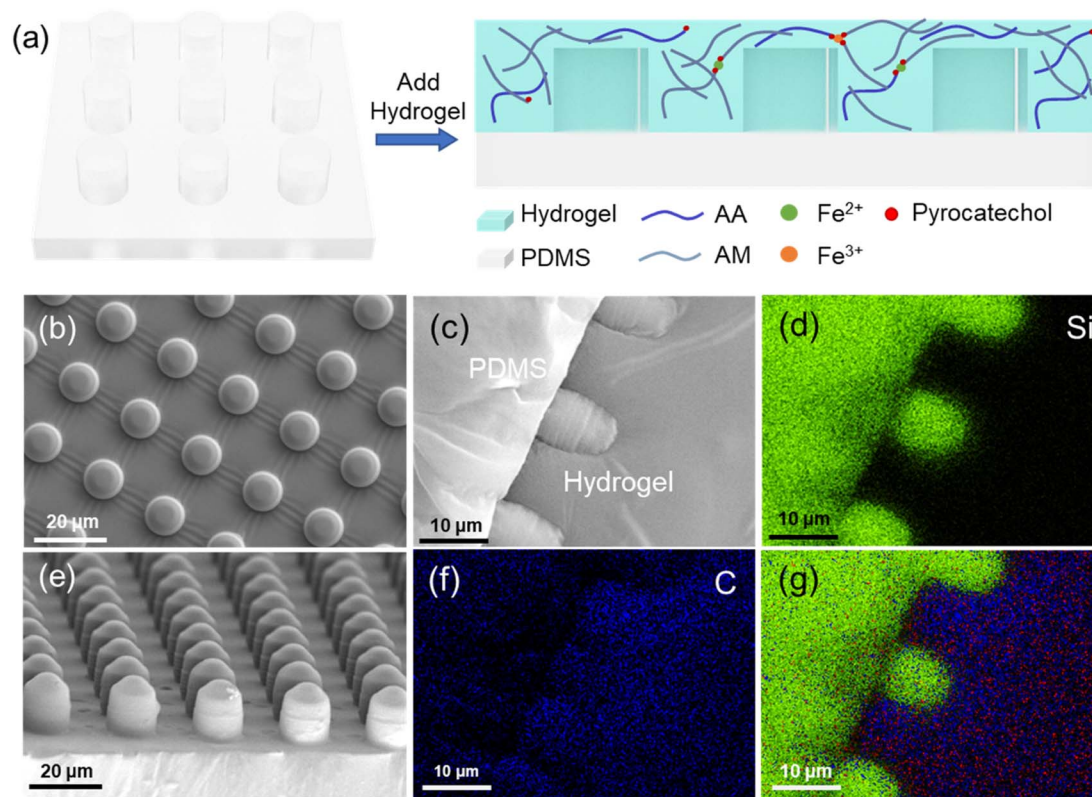 (a)
Add
Hydrogel
Hydrogel
AA
Fe²⁺
Pyrocatechol
PDMS
AM
Fe³⁺
(b)
20 µm
(c)
PDMS
Hydrogel
10 µm
(d)
Si
10 µm
(e)
20 µm
(f)
C
10 µm
(g)
10 µm